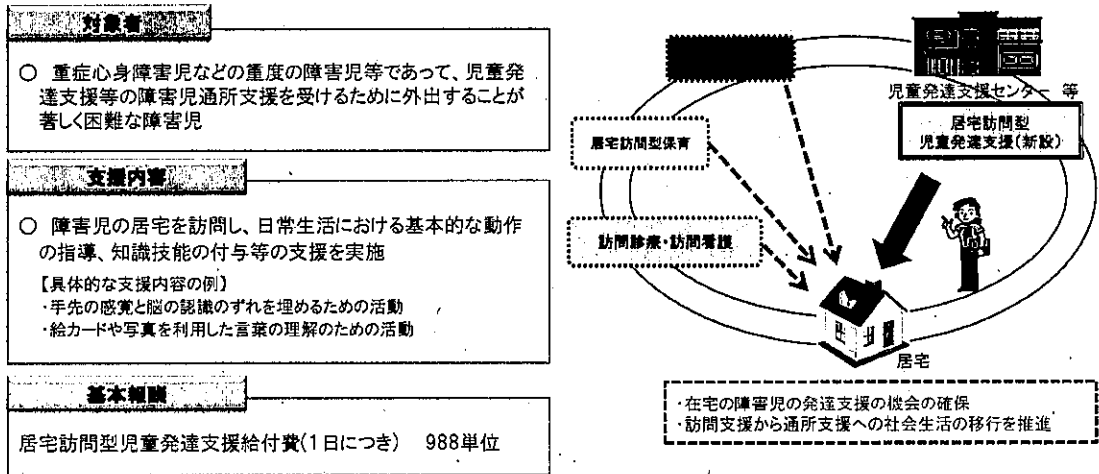 対象者
○ 重症心身障害児などの重度の障害児等であって、児童発
達支援等の障害児通所支援を受けるために外出することが
著しく困難な障害児
支援内容
○ 障害児の居宅を訪問し、日常生活における基本的な動作
の指導、知識技能の付与等の支援を実施
【具体的な支援内容の例】
・手先の感覚と脳の認識のずれを埋めるための活動
・絵カードや写真を利用した言葉の理解のための活動
基本報酬
居宅訪問型児童発達支援給付費(1日につき) 988単位
児童発達支援センター 等
居宅訪問型
児童発達支援(新設)
居宅訪問型保育
訪問診療・訪問看護
居宅
・在宅の障害児の発達支援の機会の確保
・訪問支援から通所支援への社会生活の移行を推進